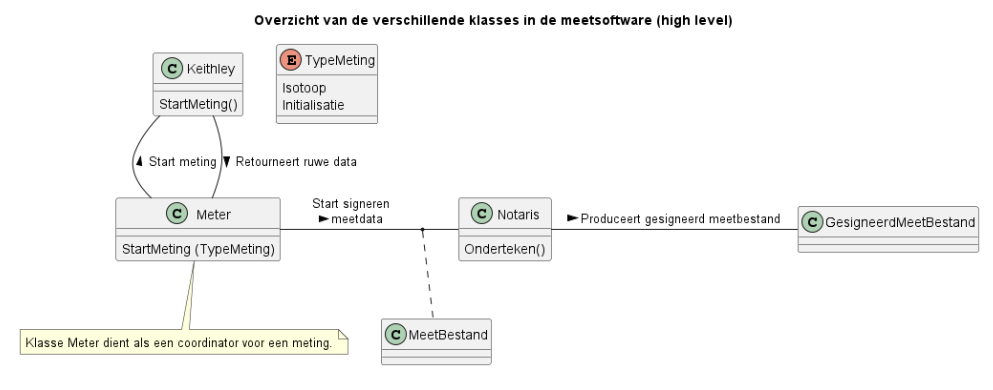 Overzicht van de verschillende klasses in de meetsoftware (high level)
C Keithley
StartMeting()
E TypeMeting
Isotoop
Initialisatie
Start meting
Retourneert ruwe data
C Meter
StartMeting (TypeMeting)
Start signeren
meetdata
C Notaris
Onderteken()
Produceert gesigneerd meetbestand
C GesigneerdMeetBestand
Klasse Meter dient als een coordinator voor een meting.
C MeetBestand